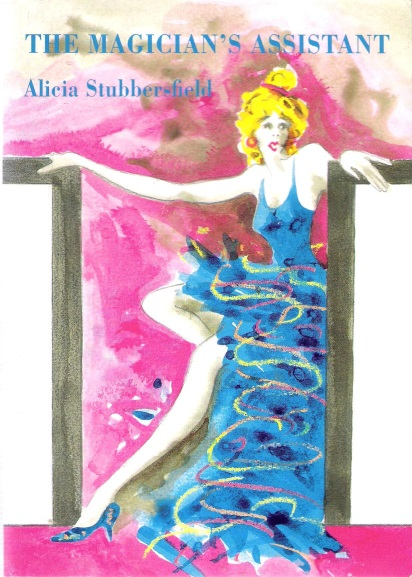 THE MAGICIAN'S ASSISTANT
Alicia Stubbersfield